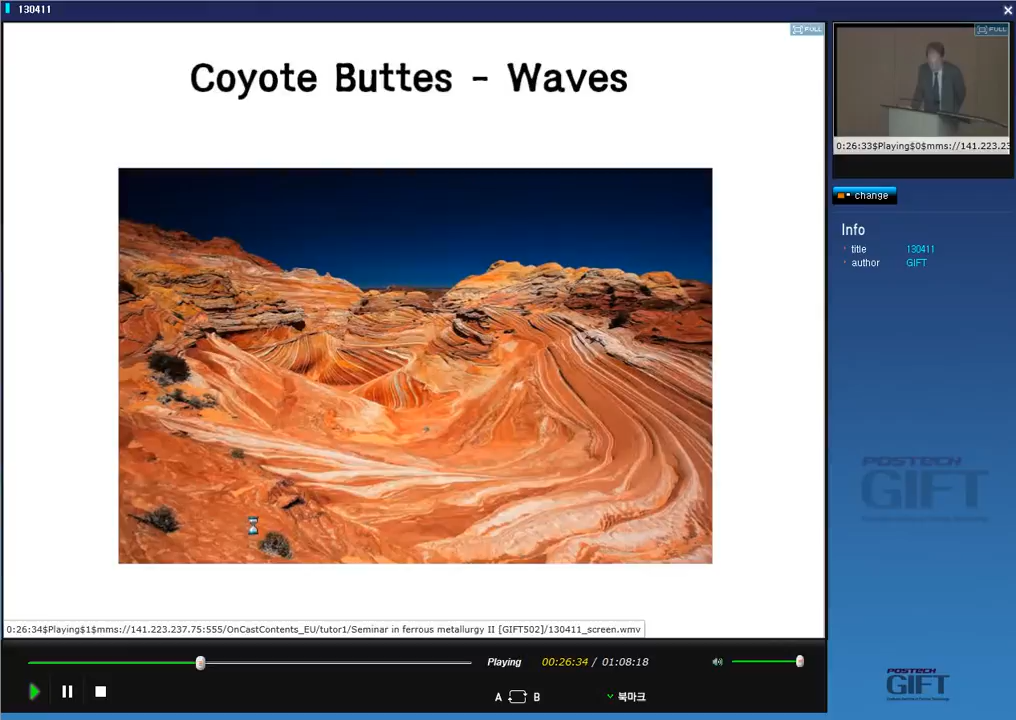 130411
FULL
Coyote Buttes - Waves
FULL
0:26:33$Playing$0$mms://141.223.23
change
Info
title 130411
author GIFT
POSTECH
GIFT
0:26:34$Playing$1$mms://141.223.237.75:555/OnCastContents_EU/tutor1/Seminar in ferrous metallurgy II [GIFT502]/130411_screen.wmv
Playing 00:26:34 / 01:08:18
A B 북마크
POSTECH
GIFT